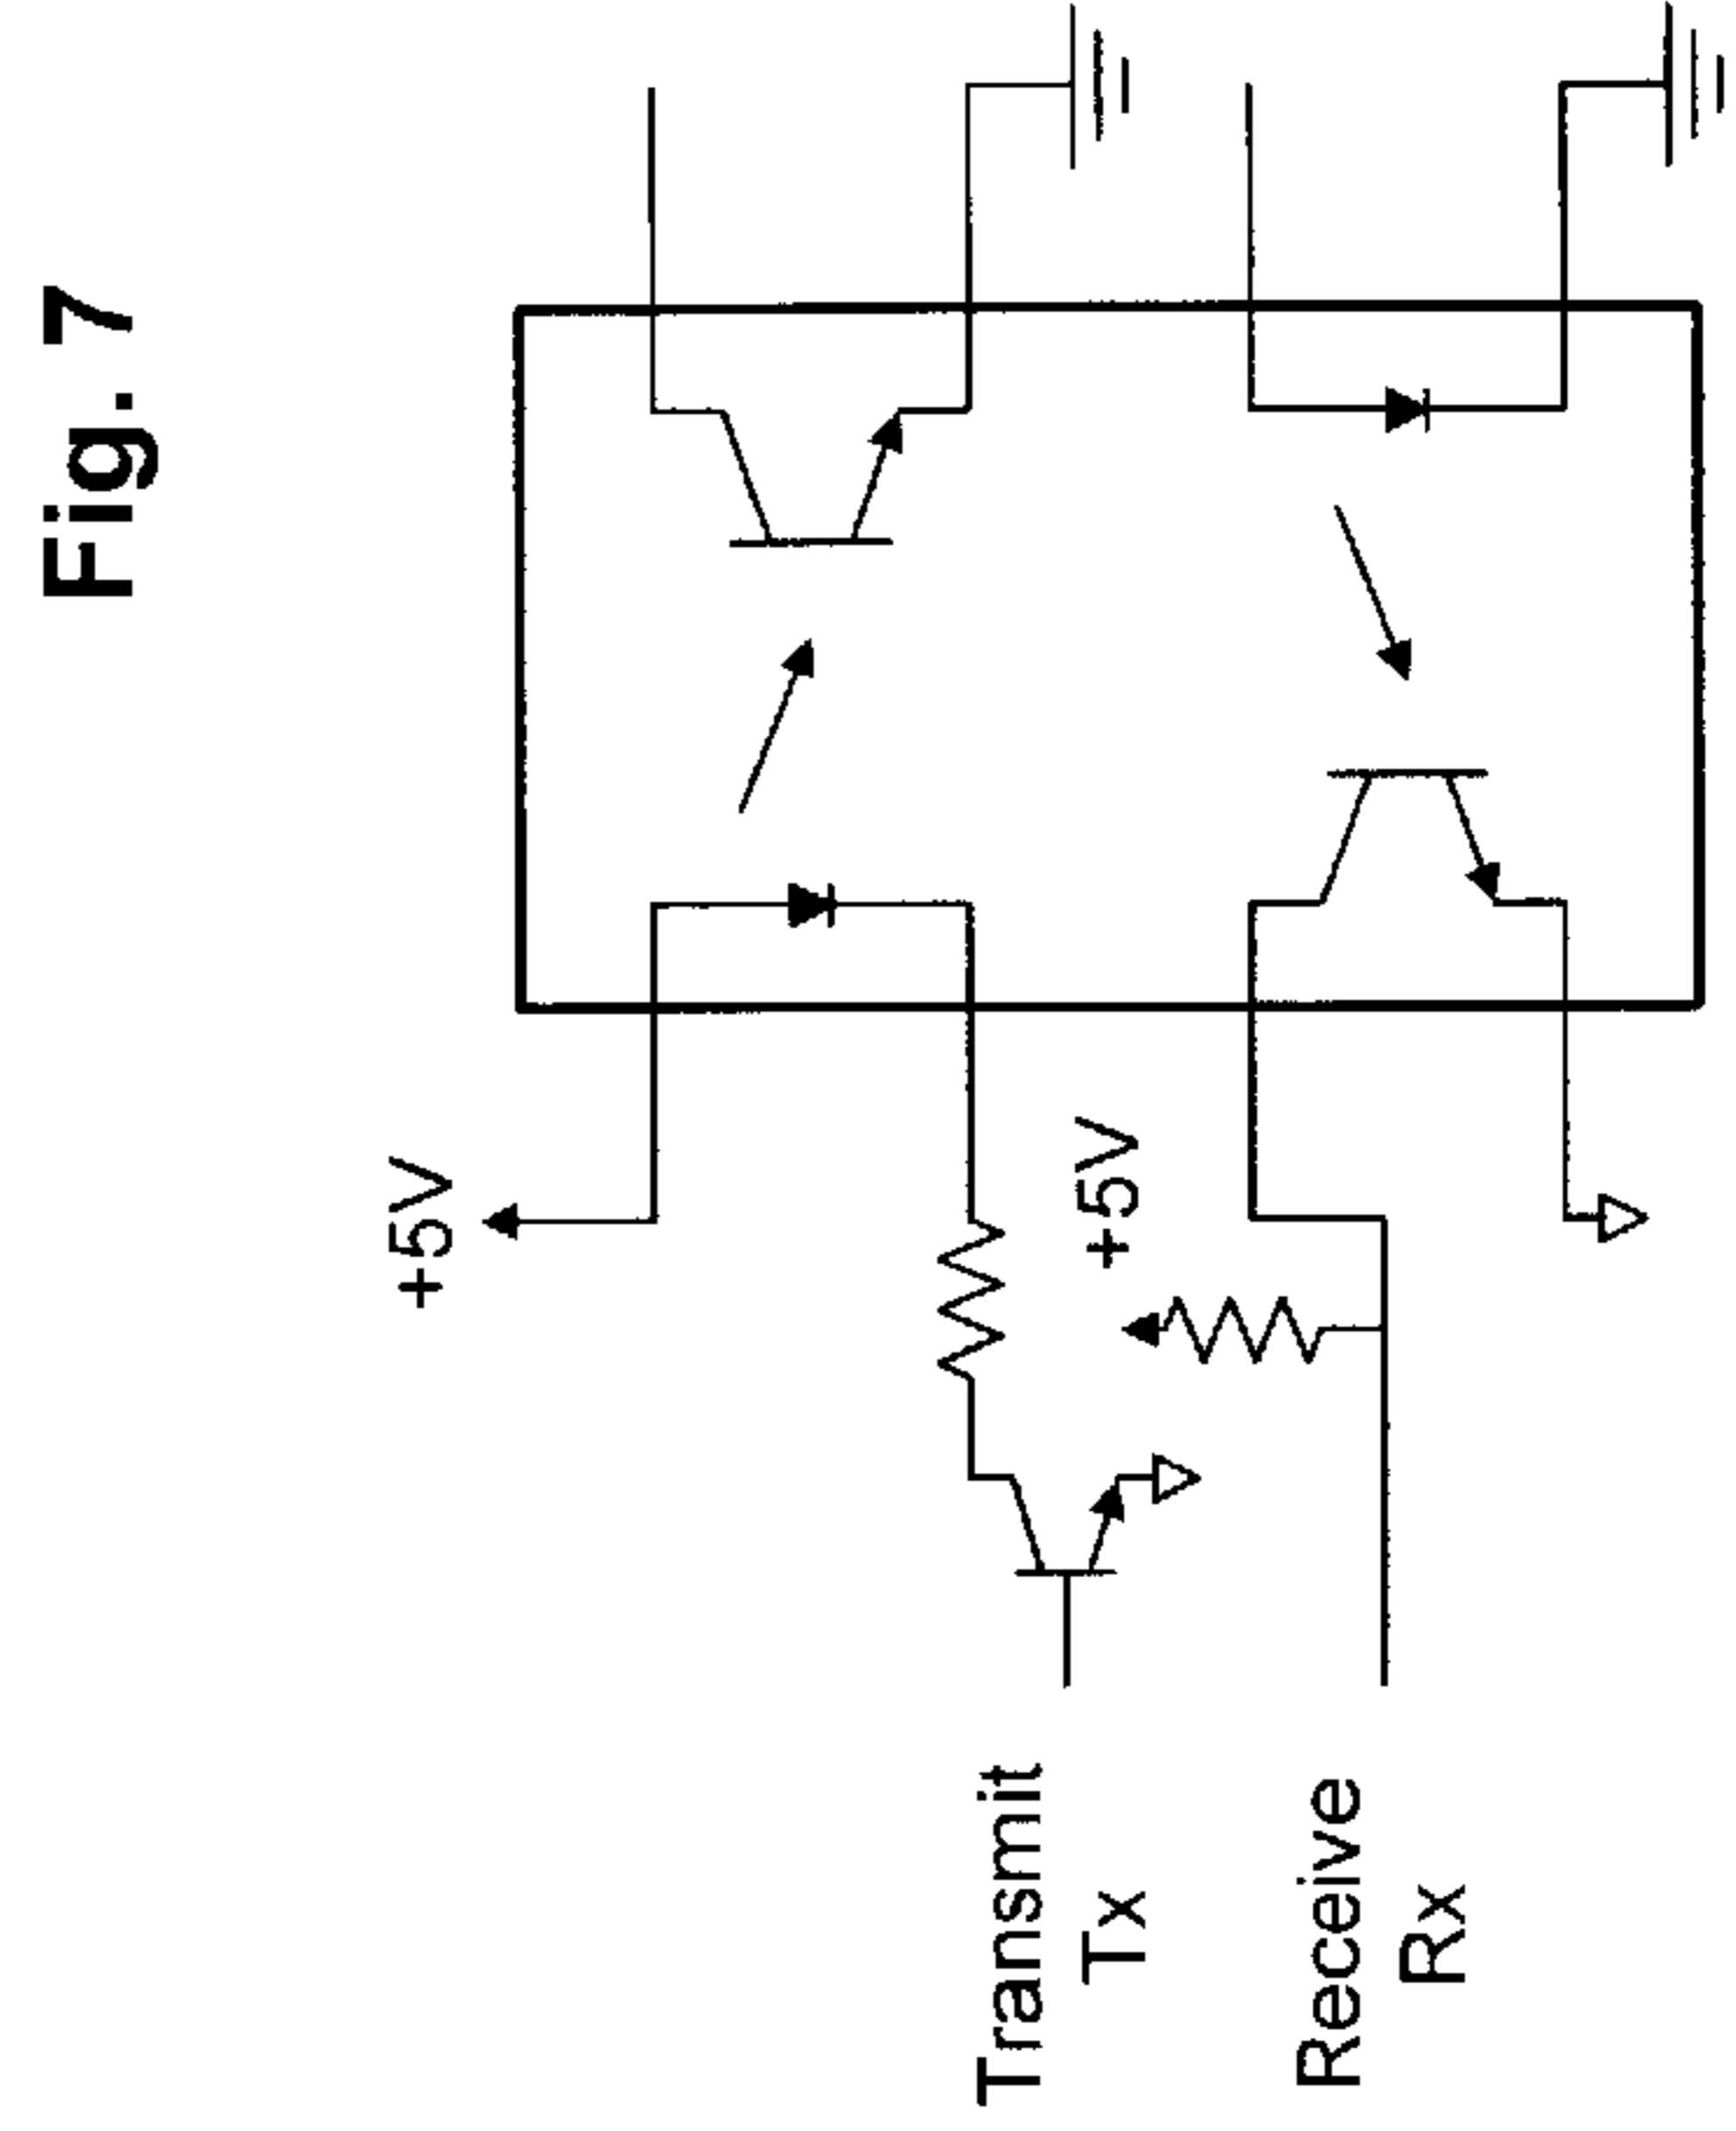 Fig. 7
+5V
+5V
Transmit
Tx
Receive
Rx